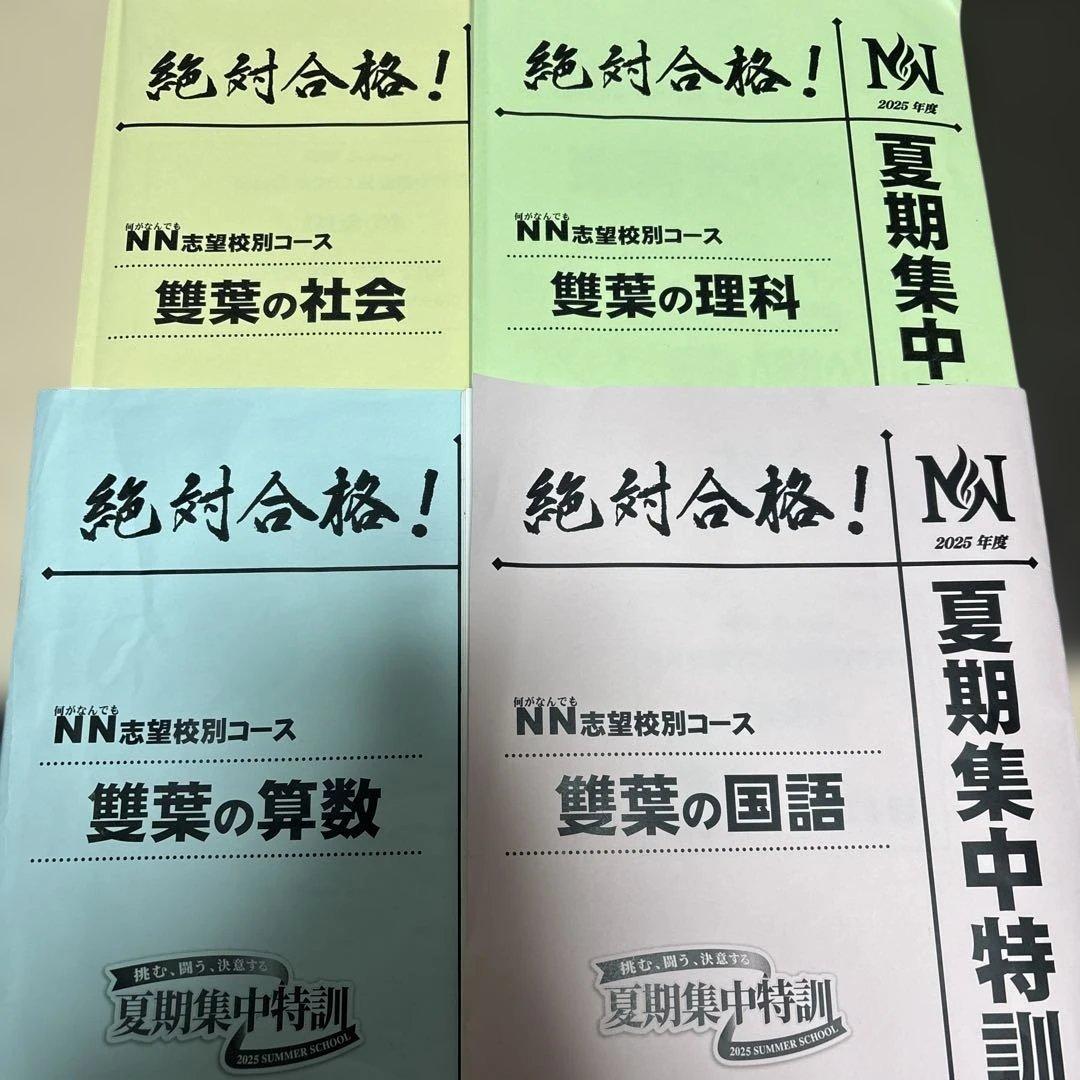 絶対合格!
何がなんでも
NN志望校別コース
雙葉の社会
絶対合格!
NN
2025年度
夏期集中
何がなんでも
NN志望校別コース
雙葉の理科
絶対合格!
何がなんでも
NN志望校別コース
雙葉の算数
挑む、闘う、決意する
夏期集中特訓
2025 SUMMER SCHOOL
絶対合格!
NN
2025年度
夏期集中特訓
何がなんでも
NN志望校別コース
雙葉の国語
挑む、闘う、決意する
夏期集中特訓
2025 SUMMER SCHOOL